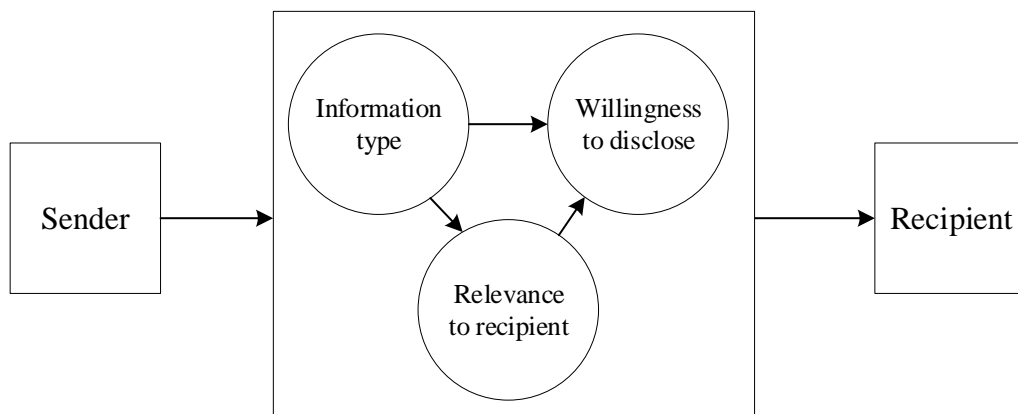 Information
type
Willingness
to disclose
Sender
Recipient
Relevance
to recipient